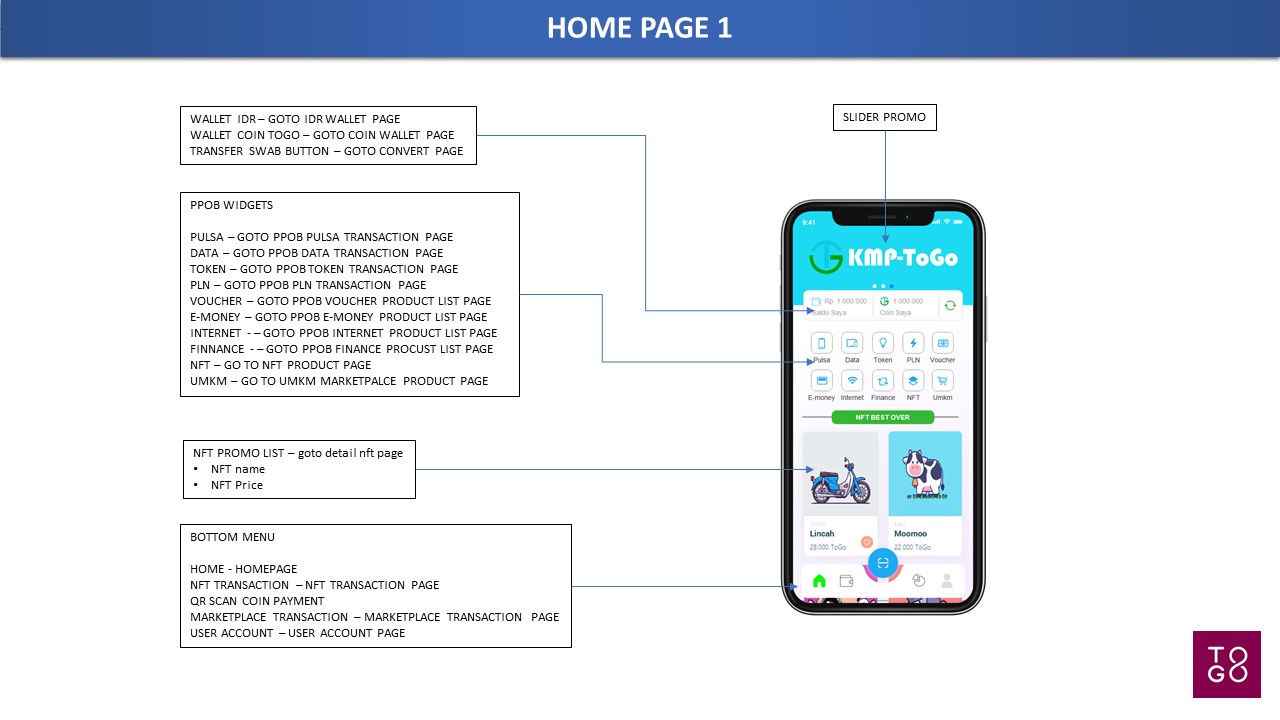 HOME PAGE 1
WALLET IDR – GOTO IDR WALLET PAGE
WALLET COIN TOGO – GOTO COIN WALLET PAGE
TRANSFER SWAB BUTTON – GOTO CONVERT PAGE
SLIDER PROMO
PPOB WIDGETS
PULSA – GOTO PPOB PULSA TRANSACTION PAGE
DATA – GOTO PPOB DATA TRANSACTION PAGE
TOKEN – GOTO PPOB TOKEN TRANSACTION PAGE
PLN – GOTO PPOB PLN TRANSACTION PAGE
VOUCHER – GOTO PPOB VOUCHER PRODUCT LIST PAGE
E-MONEY – GOTO PPOB E-MONEY PRODUCT LIST PAGE
INTERNET - – GOTO PPOB INTERNET PRODUCT LIST PAGE
FINNANCE - – GOTO PPOB FINANCE PROCUST LIST PAGE
NFT - GO TO NFT PRODUCT PAGE
UMKM – GO TO UMKM MARKETPALCE PRODUCT PAGE
NFT PROMO LIST – goto detail nft page
• NFT name
• NFT Price
BOTTOM MENU
HOME - HOMEPAGE
NFT TRANSACTION – NFT TRANSACTION PAGE
QR SCAN COIN PAYMENT
MARKETPLACE TRANSACTION – MARKETPLACE TRANSACTION PAGE
USER ACCOUNT – USER ACCOUNT PAGE
9:41
KMP-ToGo
Rp. 1.000.000 1.000.000
Saldo Saya Coin Saya
Pulsa Data Token PLN Voucher
E-money Internet Finance NFT Umkm
NFT BEST OVER
Lincah Moomoo
28.000 ToGo 22.000 ToGo
TO
GO